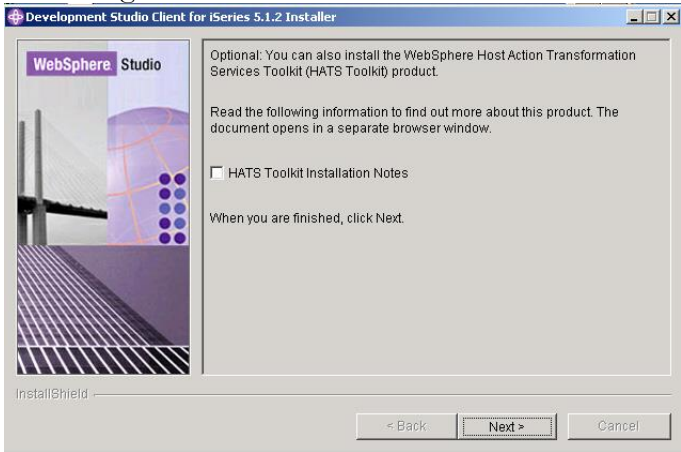 Development Studio Client for iSeries 5.1.2 Installer
WebSphere Studio
Optional: You can also install the WebSphere Host Action Transformation
Services Toolkit (HATS Toolkit) product.
Read the following information to find out more about this product. The
document opens in a separate browser window.
HATS Toolkit Installation Notes
When you are finished, click Next.
InstallShield
< Back
Next >
Cancel